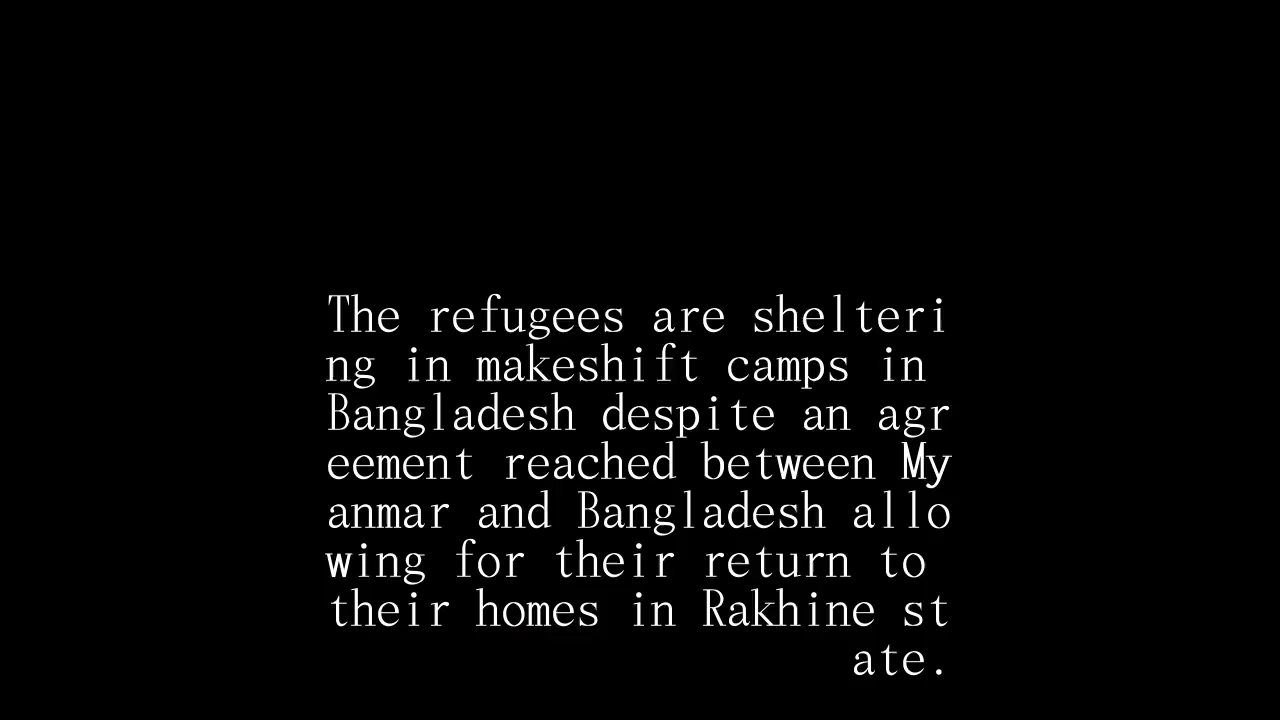 The refugees are shelteri
ng in makeshift camps in
Bangladesh despite an agr
eement reached between My
anmar and Bangladesh allo
wing for their return to
their homes in Rakhine st
ate.